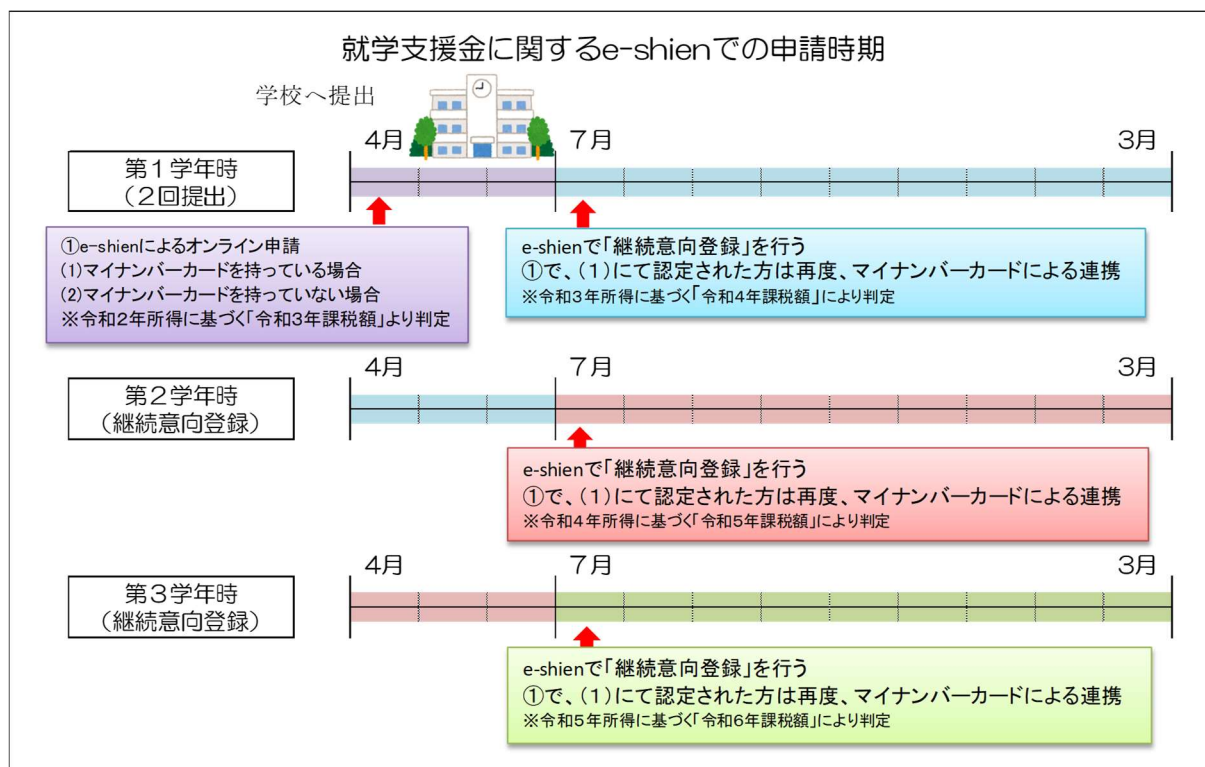 就学支援金に関するe-shienでの申請時期
学校へ提出
4月
7月
3月
第１学年時
（２回提出）
①e-shienによるオンライン申請
(1)マイナンバーカードを持っている場合
(2)マイナンバーカードを持っていない場合
※令和２年所得に基づく「令和３年課税額」より判定
e-shienで「継続意向登録」を行う
①で、（１）にて認定された方は再度、マイナンバーカードによる連携
※令和３年所得に基づく「令和４年課税額」により判定
4月
7月
3月
第２学年時
（継続意向登録）
e-shienで「継続意向登録」を行う
①で、（１）にて認定された方は再度、マイナンバーカードによる連携
※令和４年所得に基づく「令和５年課税額」により判定
4月
7月
3月
第３学年時
（継続意向登録）
e-shienで「継続意向登録」を行う
①で、（１）にて認定された方は再度、マイナンバーカードによる連携
※令和５年所得に基づく「令和６年課税額」により判定